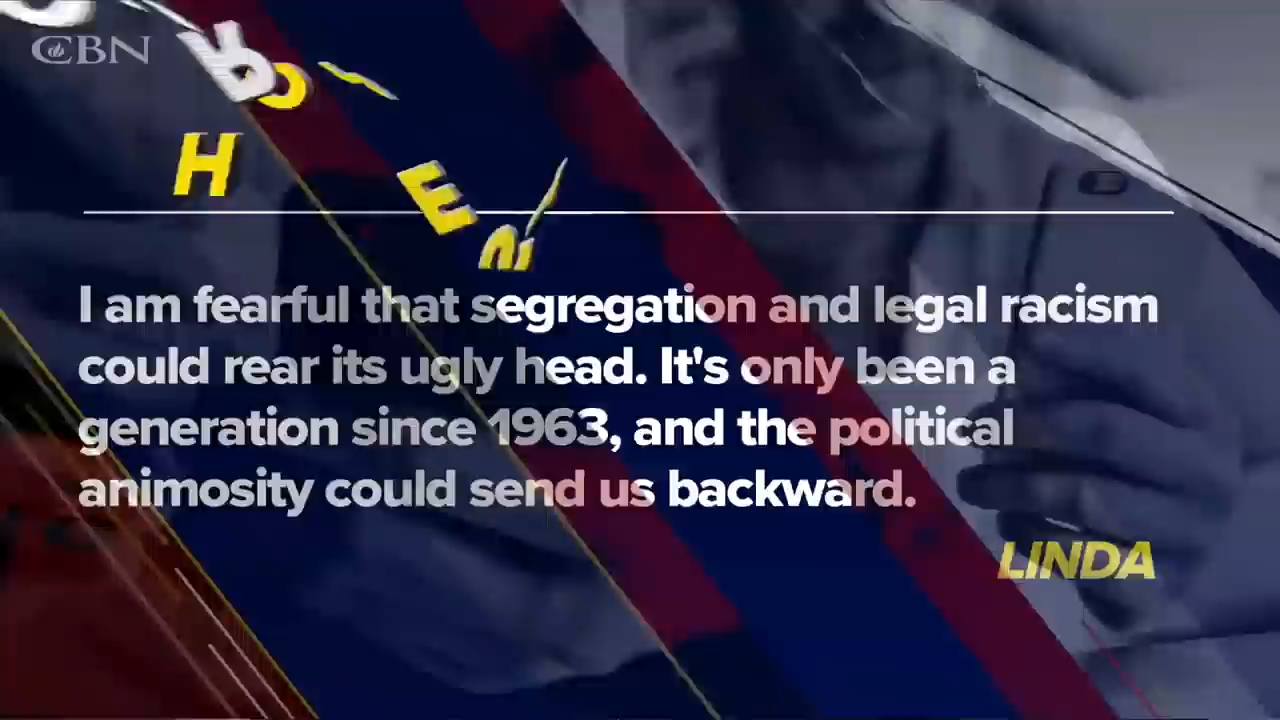 CBN
I am fearful that segregation and legal racism
could rear its ugly head. It's only been a
generation since 1963, and the political
animosity could send us backward.
LINDA